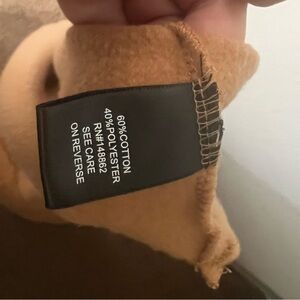 60%COTTON
40%POLYESTER
RN#148862
SEE CARE
ON REVERSE